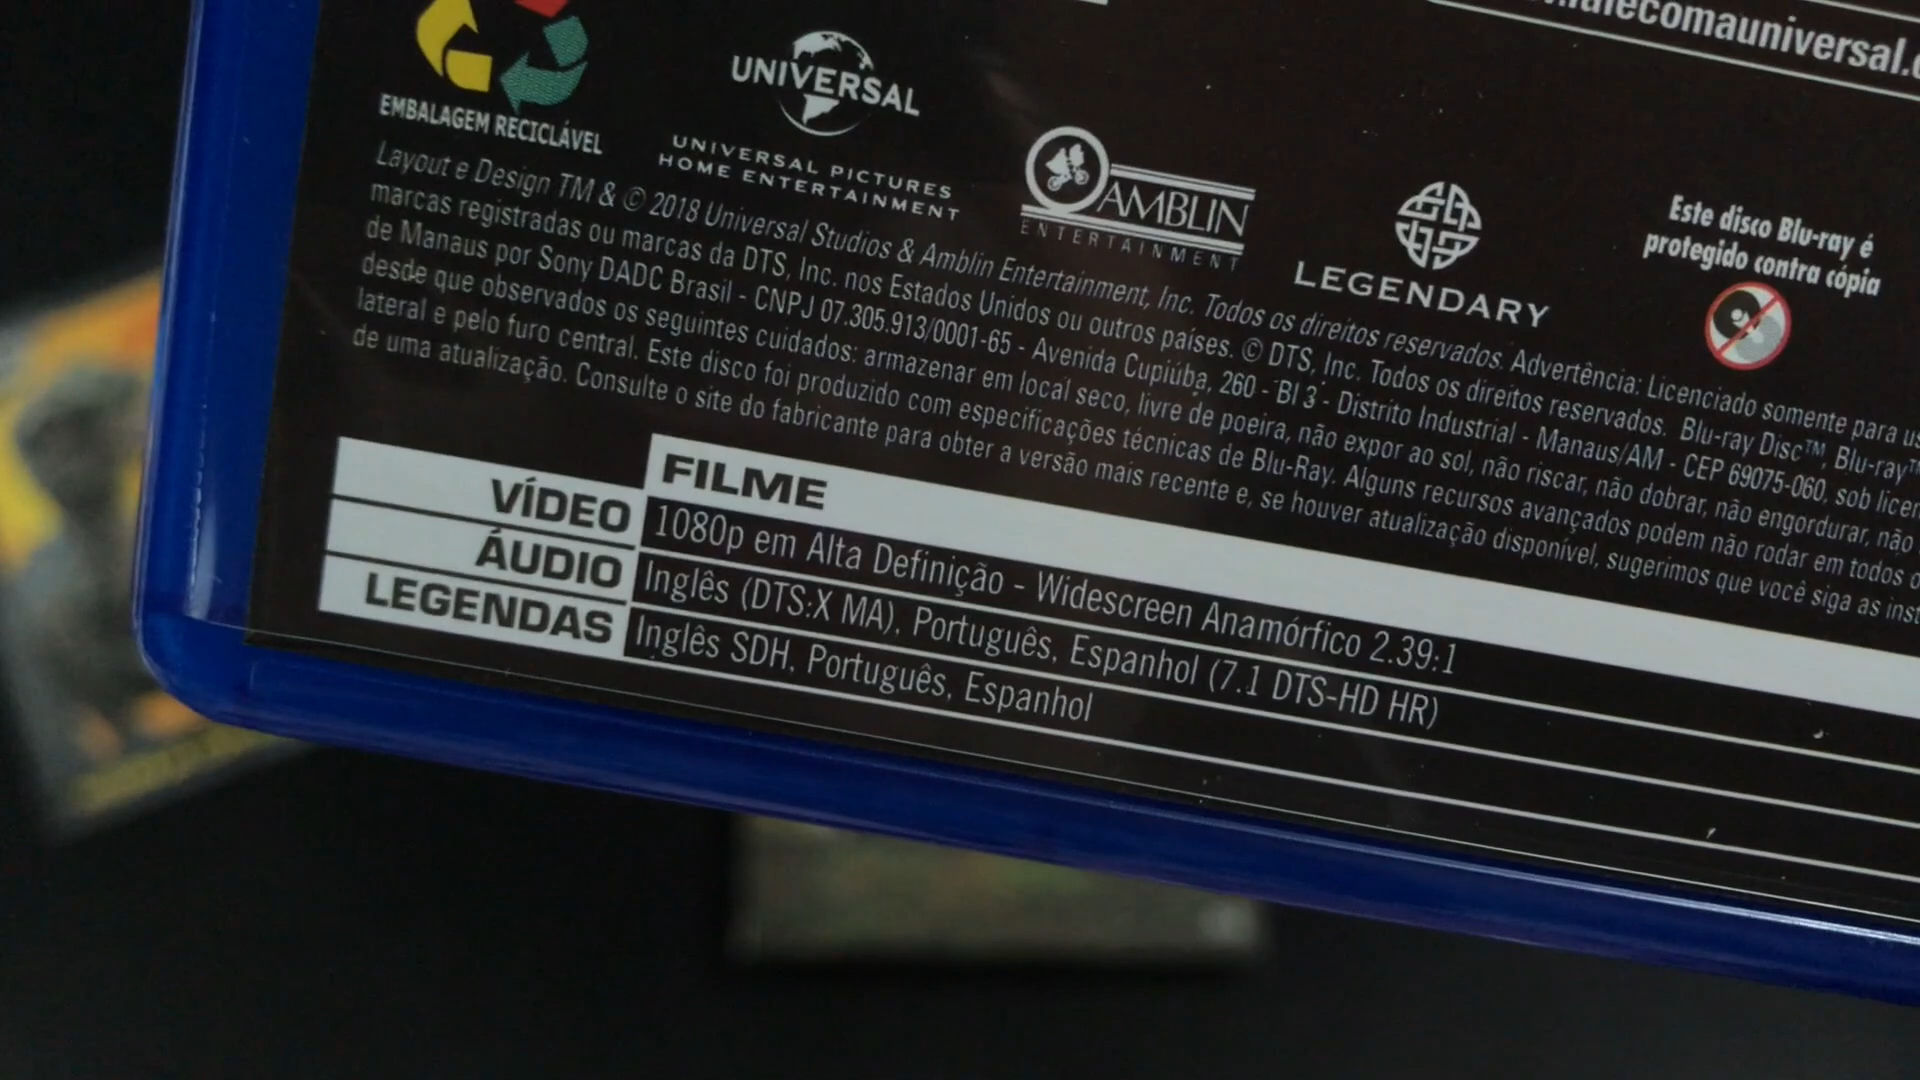 lecomauniversal.
EMBALAGEM RECICLÁVEL
UNIVERSAL
UNIVERSAL PICTURES
HOME ENTERTAINMENT
AMBLIN
ENTERTAINMENT
LEGENDARY
Este disco Blu-ray é
protegido contra cópia
Layout e Design TM & © 2018 Universal Studios & Amblin Entertainment, Inc. Todos os direitos reservados. Advertência: Licenciado somente para
marcas registradas ou marcas da DTS, Inc. nos Estados Unidos ou outros países. © DTS, Inc. Todos os direitos reservados. Blu-ray Disc™, Blu-ray™
de Manaus por Sony DADC Brasil - CNPJ 07.305.913/0001-65 - Avenida Cupiúba, 260 - Bl 3 - Distrito Industrial - Manaus/AM - CEP 69075-060, sob
desde que observados os seguintes cuidados: armazenar em local seco, livre de poeira, não expor ao sol, não riscar, não dobrar, não engordurar, não
lateral e pelo furo central. Este disco foi produzido com especificações técnicas de Blu-Ray. Alguns recursos avançados podem não rodar em todos
de uma atualização. Consulte o site do fabricante para obter a versão mais recente e, se houver atualização disponível, sugerimos que você siga as
FILME
VÍDEO 1080p em Alta Definição - Widescreen Anamórfico 2.39:1
ÁUDIO Inglês (DTS:X MA), Português, Espanhol (7.1 DTS-HD HR)
LEGENDAS Inglês SDH, Português, Espanhol